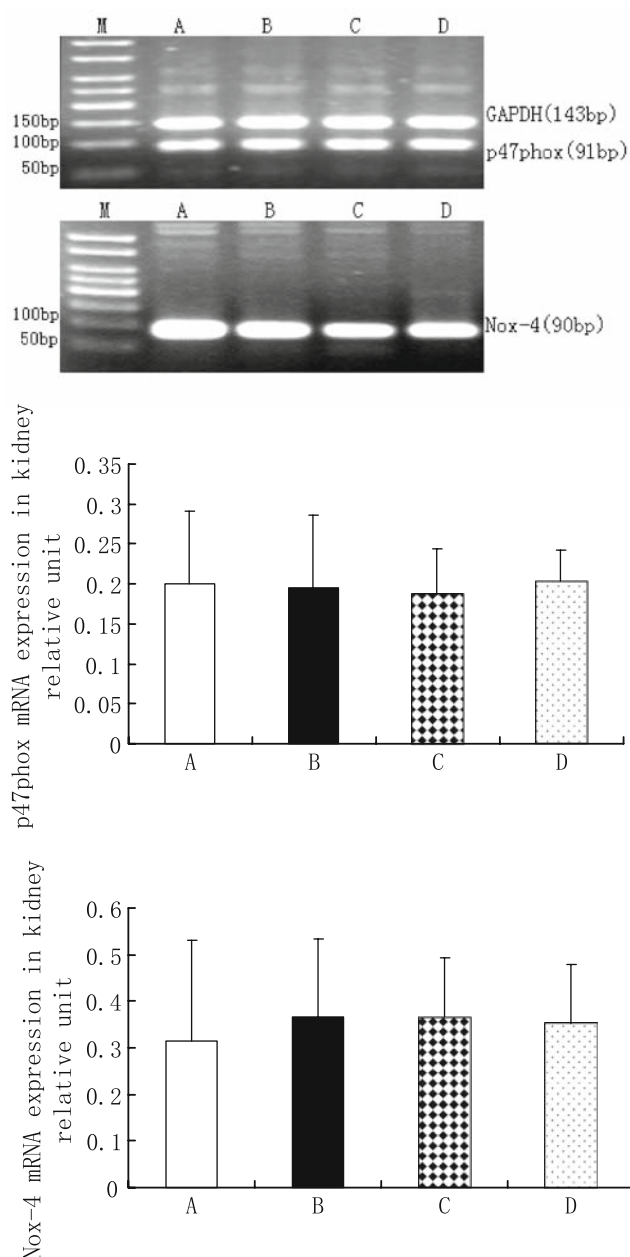 M A B C D
150bp GAPDH(143bp)
100bp p47phox(91bp)
50bp
M A B C D
100bp Nox-4(90bp)
50bp
p47phox mRNA expression in kidney
relative unit
0.35
0.3
0.25
0.2
0.15
0.1
0.05
0
A B C D
Nox-4 mRNA expression in kidney
relative unit
0.6
0.5
0.4
0.3
0.2
0.1
0
A B C D